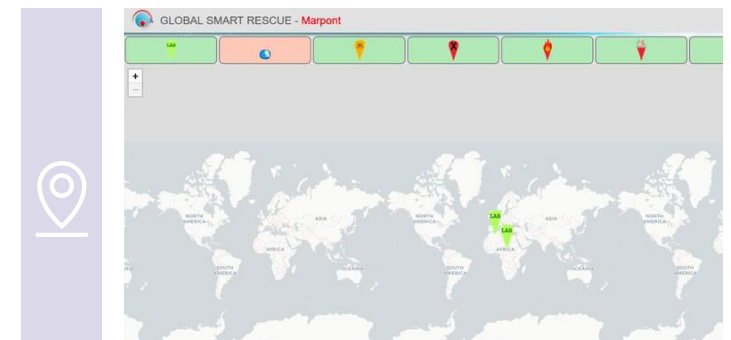 GLOBAL SMART RESCUE - Marpont
LAB
X
+
−
NORTH AMERICA
ASIA
NORTH AMERICA
LAB
ASIA
NORTH AMERICA
LAB
AFRICA
AFRICA
SOUTH AMERICA
OCEANIA
SOUTH AMERICA
OCEANIA
SOUTH AMERICA